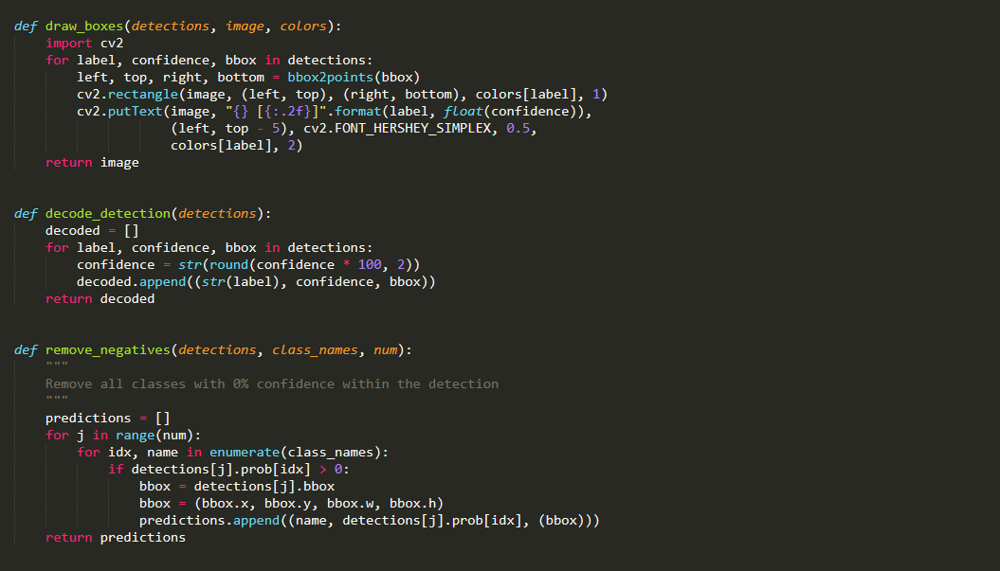 def draw_boxes(detections, image, colors):
    import cv2
    for label, confidence, bbox in detections:
        left, top, right, bottom = bbox2points(bbox)
        cv2.rectangle(image, (left, top), (right, bottom), colors[label], 1)
        cv2.putText(image, "{} [{:.2f}]".format(label, float(confidence)),
                    (left, top - 5), cv2.FONT_HERSHEY_SIMPLEX, 0.5,
                    colors[label], 2)
    return image
def decode_detection(detections):
    decoded = []
    for label, confidence, bbox in detections:
        confidence = str(round(confidence * 100, 2))
        decoded.append((str(label), confidence, bbox))
    return decoded
def remove_negatives(detections, class_names, num):
    """
    Remove all classes with 0% confidence within the detection
    """
    predictions = []
    for j in range(num):
        for idx, name in enumerate(class_names):
            if detections[j].prob[idx] > 0:
                bbox = detections[j].bbox
                bbox = (bbox.x, bbox.y, bbox.w, bbox.h)
                predictions.append((name, detections[j].prob[idx], (bbox)))
    return predictions